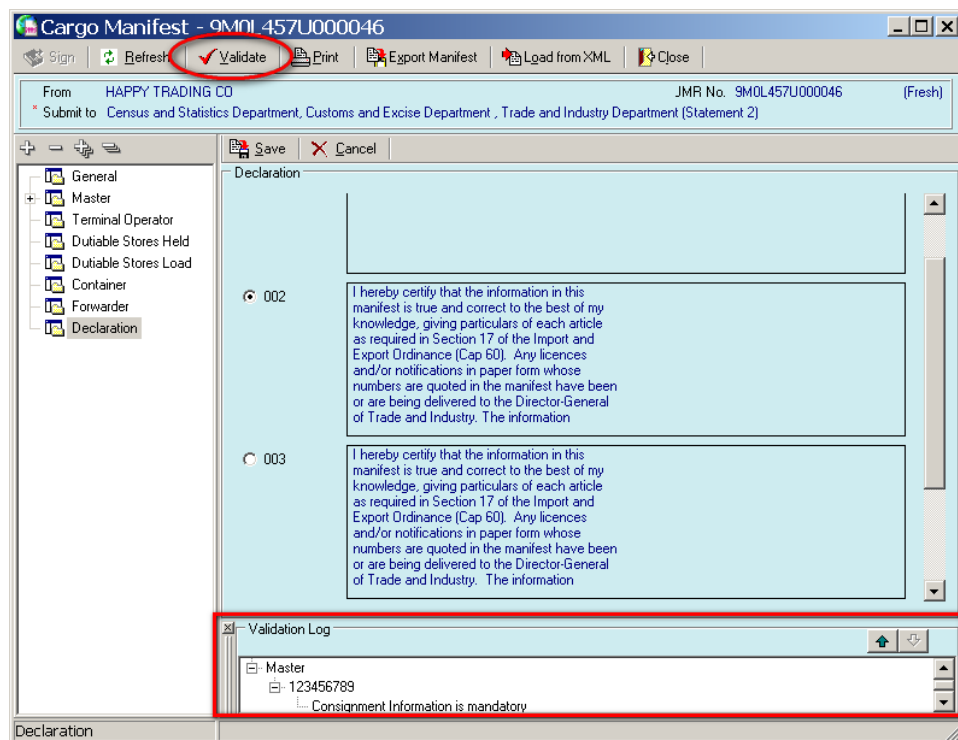 Cargo Manifest - 9M0L457U000046
Sign Refresh Validate Print Export Manifest Load from XML Close
From HAPPY TRADING CO JMR No. 9M0L457U000046 (Fresh)
* Submit to Census and Statistics Department, Customs and Excise Department , Trade and Industry Department (Statement 2)
Save Cancel
General
Master
Terminal Operator
Dutiable Stores Held
Dutiable Stores Load
Container
Forwarder
Declaration
Declaration
002
I hereby certify that the information in this
manifest is true and correct to the best of my
knowledge, giving particulars of each article
as required in Section 17 of the Import and
Export Ordinance (Cap 60). Any licences
and/or notifications in paper form whose
numbers are quoted in the manifest have been
or are being delivered to the Director-General
of Trade and Industry. The information
003
I hereby certify that the information in this
manifest is true and correct to the best of my
knowledge, giving particulars of each article
as required in Section 17 of the Import and
Export Ordinance (Cap 60). Any licences
and/or notifications in paper form whose
numbers are quoted in the manifest have been
or are being delivered to the Director-General
of Trade and Industry. The information
Validation Log
Master
123456789
Consignment Information is mandatory
Declaration